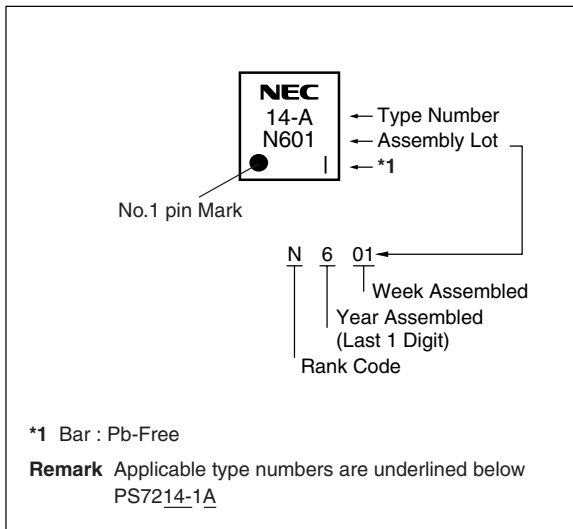 NEC
14-A
N601
|
Type Number
Assembly Lot
*1
No.1 pin Mark
N 6 01
Week Assembled
Year Assembled
(Last 1 Digit)
Rank Code
*1 Bar : Pb-Free
Remark Applicable type numbers are underlined below
PS7214-1A